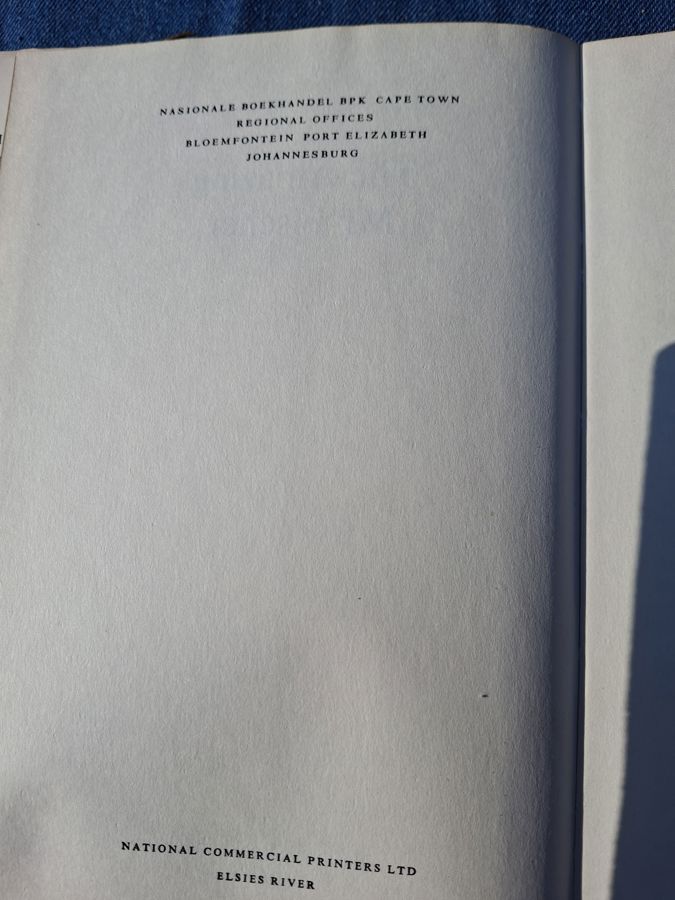 NASIONALE BOEKHANDEL BPK CAPE TOWN
REGIONAL OFFICES
BLOEMFONTEIN PORT ELIZABETH
JOHANNESBURG
NATIONAL COMMERCIAL PRINTERS LTD
ELSIES RIVER